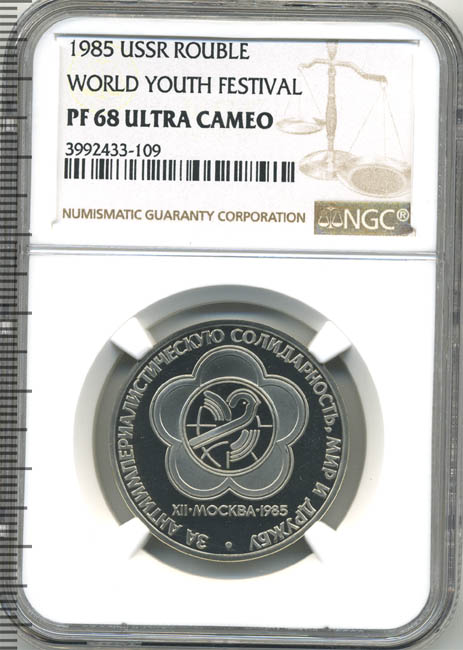 1985 USSR ROUBLE
WORLD YOUTH FESTIVAL
PF 68 ULTRA CAMEO
3992433-109
NUMISMATIC GUARANTY CORPORATION
NGC®
ЗА АНТИИМПЕРИАЛИСТИЧЕСКУЮ СОЛИДАРНОСТЬ, МИР И ДРУЖБУ
XII·МОСКВА·1985